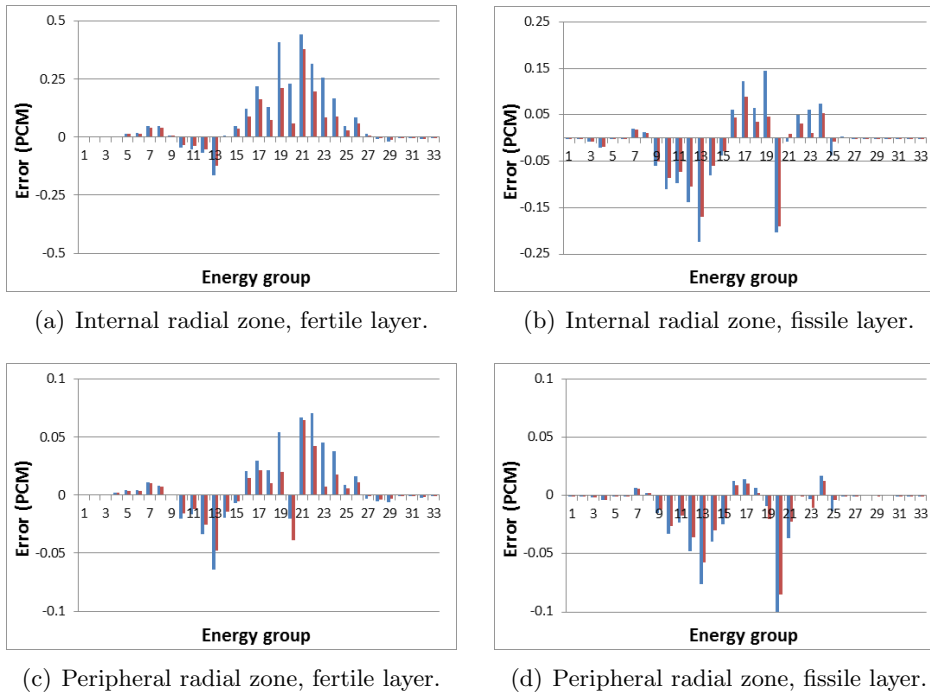 0.5
0.25
0
-0.25
-0.5
Error (PCM)
1 3 5 7 9 11 13 15 17 19 21 23 25 27 29 31 33
Energy group
(a) Internal radial zone, fertile layer.
0.25
0.15
0.05
-0.05
-0.15
-0.25
Error (PCM)
1 3 5 7 9 11 13 15 17 19 21 23 25 27 29 31 33
Energy group
(b) Internal radial zone, fissile layer.
0.1
0.05
0
-0.05
-0.1
Error (PCM)
1 3 5 7 9 11 13 15 17 19 21 23 25 27 29 31 33
Energy group
(c) Peripheral radial zone, fertile layer.
0.1
0.05
0
-0.05
-0.1
Error (PCM)
1 3 5 7 9 11 13 15 17 19 21 23 25 27 29 31 33
Energy group
(d) Peripheral radial zone, fissile layer.